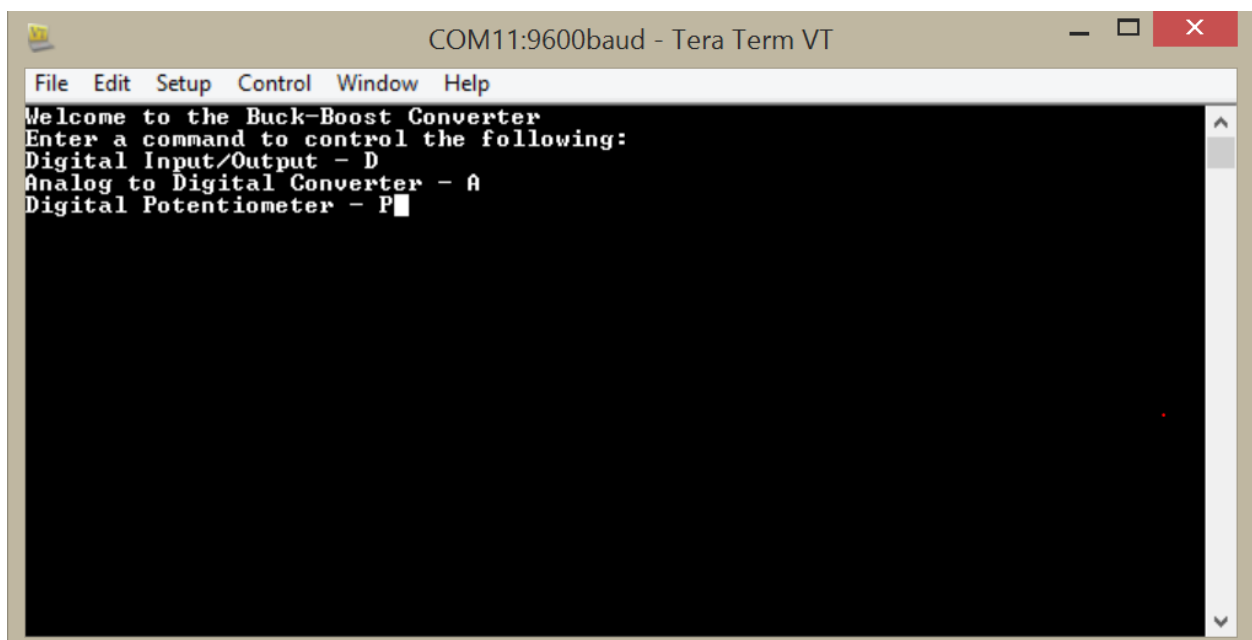 COM11:9600baud - Tera Term VT
File Edit Setup Control Window Help
Welcome to the Buck-Boost Converter
Enter a command to control the following:
Digital Input/Output - D
Analog to Digital Converter - A
Digital Potentiometer - P